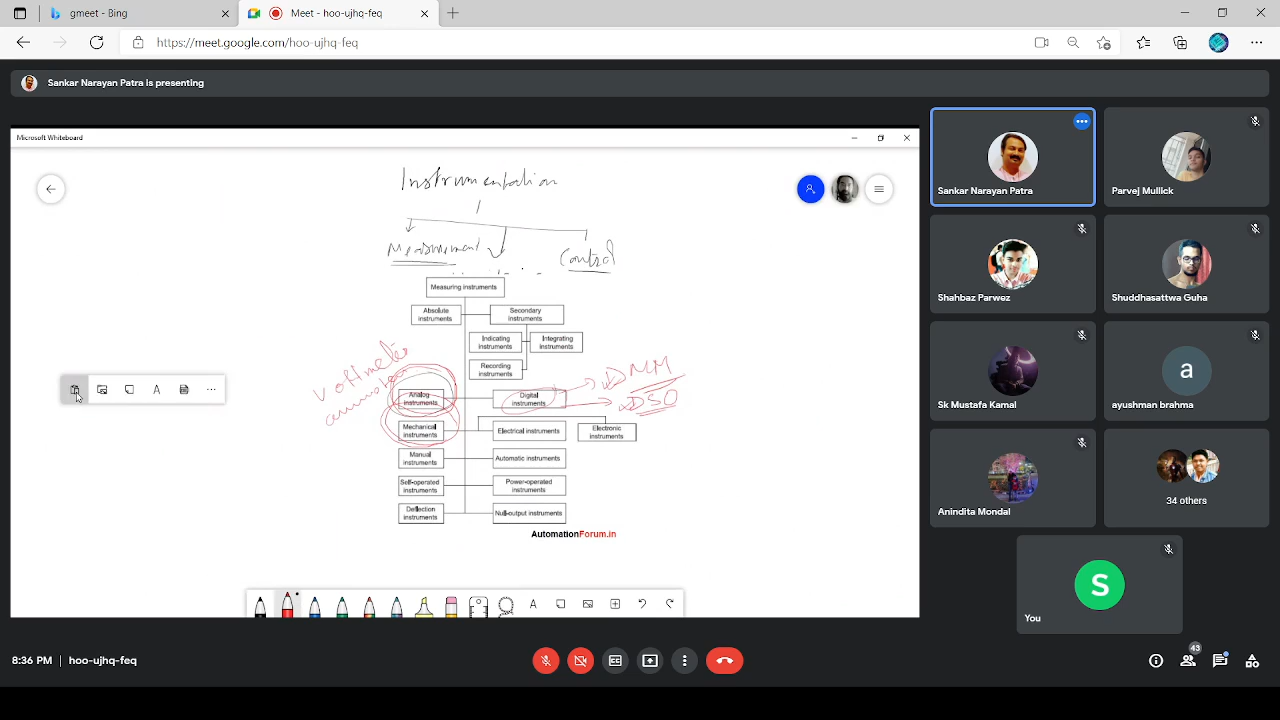 gmeet - Bing
Meet - hoo-ujhq-feq
https://meet.google.com/hoo-ujhq-feq
Sankar Narayan Patra is presenting
Microsoft Whiteboard
Instrumentation
Measurement
Control
Measuring instruments
Absolute instruments
Secondary instruments
Indicating instruments
Integrating instruments
Recording instruments
voltmeter
ammeter
Analog instruments
Digital instruments
DMM
DSO
Mechanical instruments
Electrical instruments
Electronic instruments
Manual instruments
Automatic instruments
Self-operated instruments
Power-operated instruments
Deflection instruments
Null-output instruments
AutomationForum.in
Sankar Narayan Patra
Parvej Mullick
Shahbaz Parwez
Shuddhasattwa Guha
Sk Mustafa Kamal
a
ayushman brahma
Anindita Mondal
34 others
S
You
8:36 PM | hoo-ujhq-feq
43